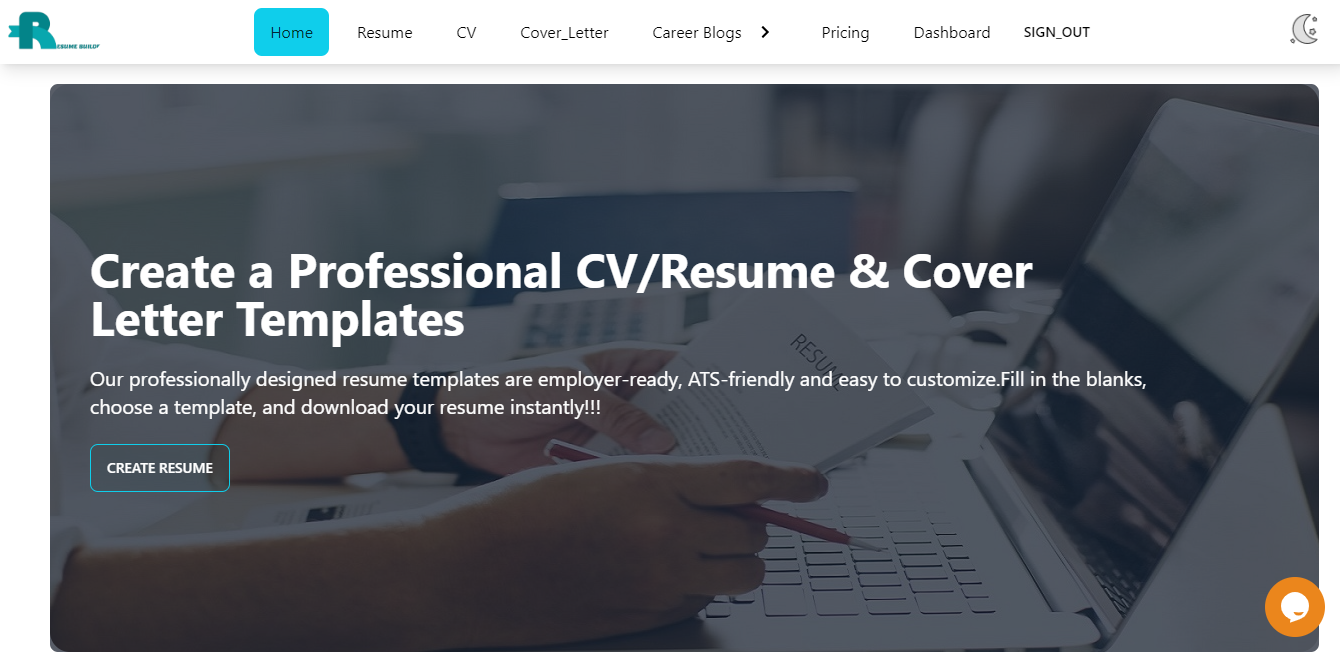 RESUME BUILDR
Home Resume CV Cover_Letter Career Blogs Pricing Dashboard SIGN_OUT
Create a Professional CV/Resume & Cover
Letter Templates
RESUME
Our professionally designed resume templates are employer-ready, ATS-friendly and easy to customize.Fill in the blanks,
choose a template, and download your resume instantly!!!
CREATE RESUME